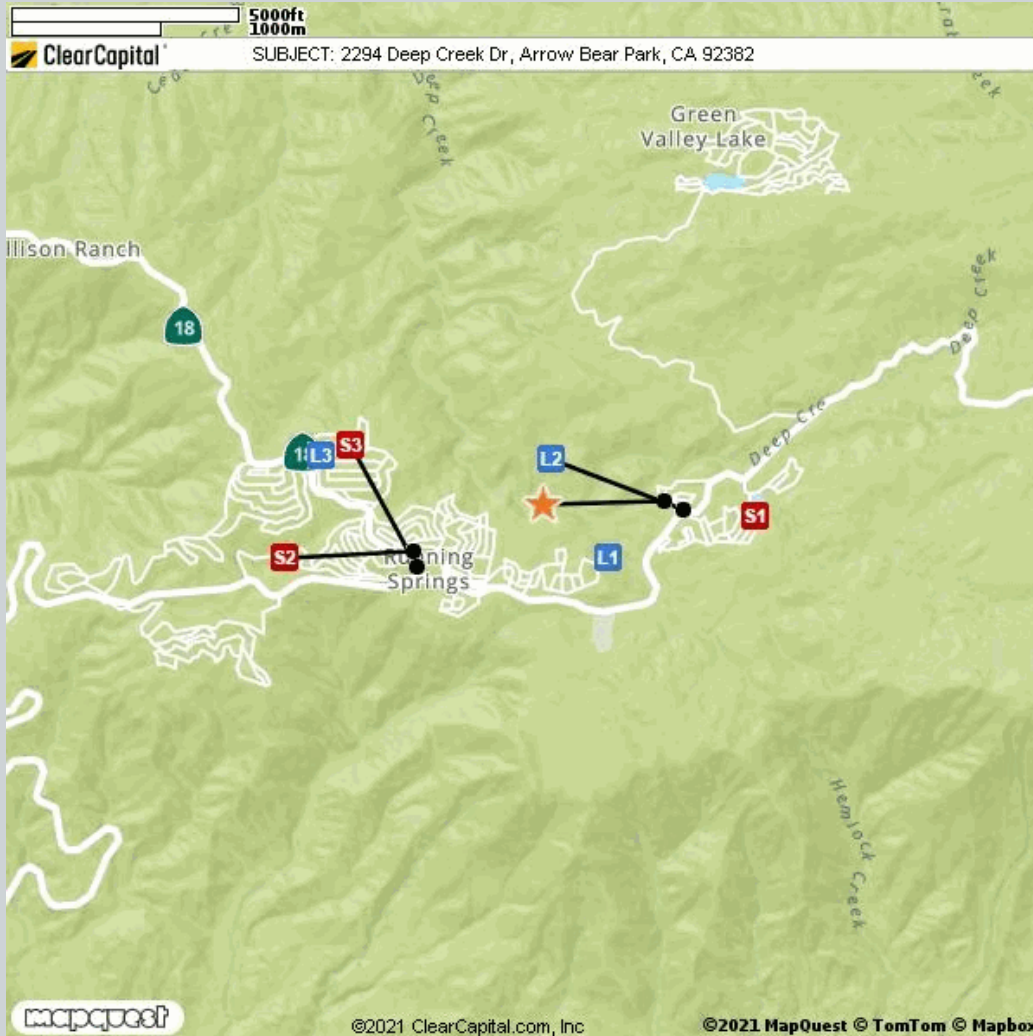 5000ft
1000m
ClearCapital
SUBJECT: 2294 Deep Creek Dr, Arrow Bear Park, CA 92382
Deep Creek
Green
Valley Lake
llison Ranch
18
Deep Creek
Deep Cre
18
L3
S3
L2
S1
S2
L1
Running
Springs
Hemlock Creek
mapquest
©2021 ClearCapital.com, Inc
©2021 MapQuest © TomTom © Mapbox